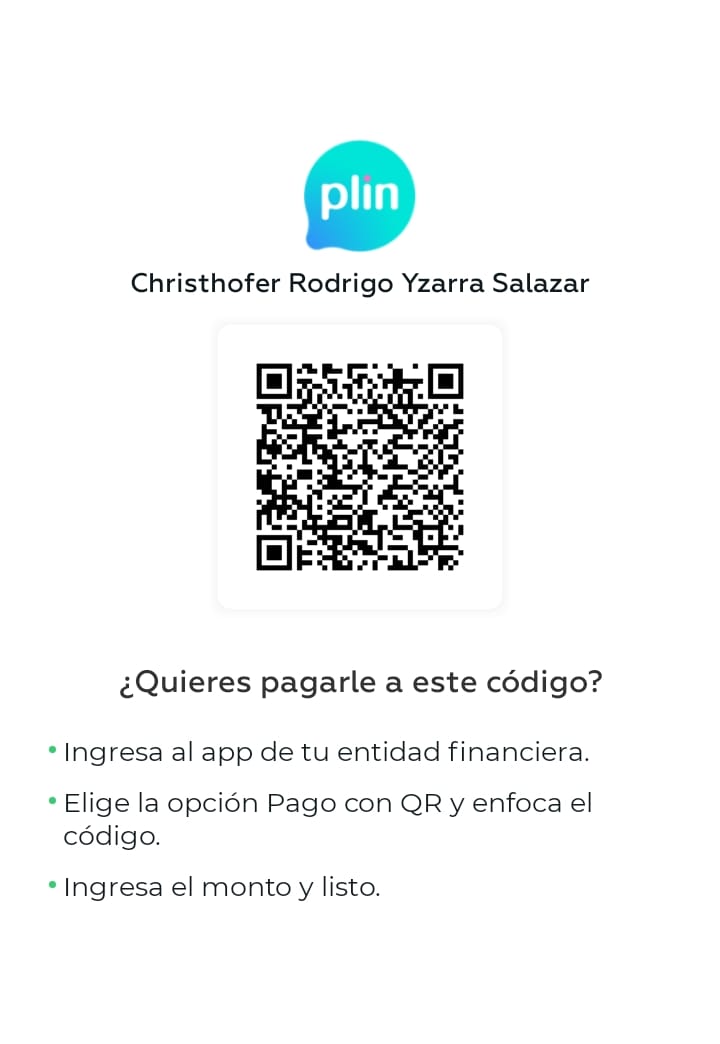 plin
Christhofer Rodrigo Yzarra Salazar
¿Quieres pagarle a este código?
• Ingresa al app de tu entidad financiera.
• Elige la opción Pago con QR y enfoca el
código.
• Ingresa el monto y listo.